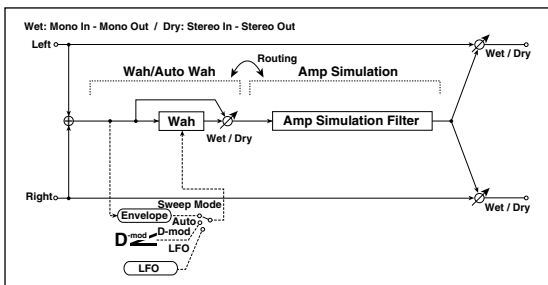 Wet: Mono In - Mono Out / Dry: Stereo In - Stereo Out
Left
Wet / Dry
Routing
Wah/Auto Wah
Amp Simulation
Wah
Wet / Dry
Amp Simulation Filter
Right
Wet / Dry
Sweep Mode
Envelope
Auto
D-mod
D-mod
LFO
LFO